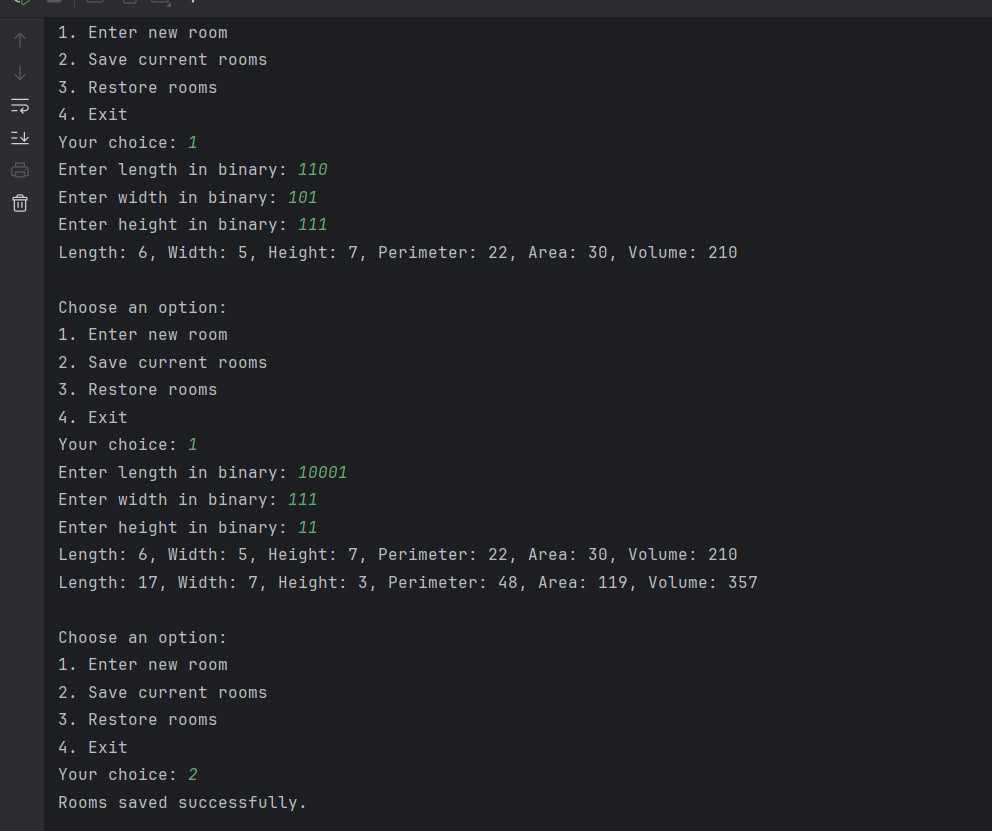 1. Enter new room
2. Save current rooms
3. Restore rooms
4. Exit
Your choice: 1
Enter length in binary: 110
Enter width in binary: 101
Enter height in binary: 111
Length: 6, Width: 5, Height: 7, Perimeter: 22, Area: 30, Volume: 210
Choose an option:
1. Enter new room
2. Save current rooms
3. Restore rooms
4. Exit
Your choice: 1
Enter length in binary: 10001
Enter width in binary: 111
Enter height in binary: 11
Length: 6, Width: 5, Height: 7, Perimeter: 22, Area: 30, Volume: 210
Length: 17, Width: 7, Height: 3, Perimeter: 48, Area: 119, Volume: 357
Choose an option:
1. Enter new room
2. Save current rooms
3. Restore rooms
4. Exit
Your choice: 2
Rooms saved successfully.